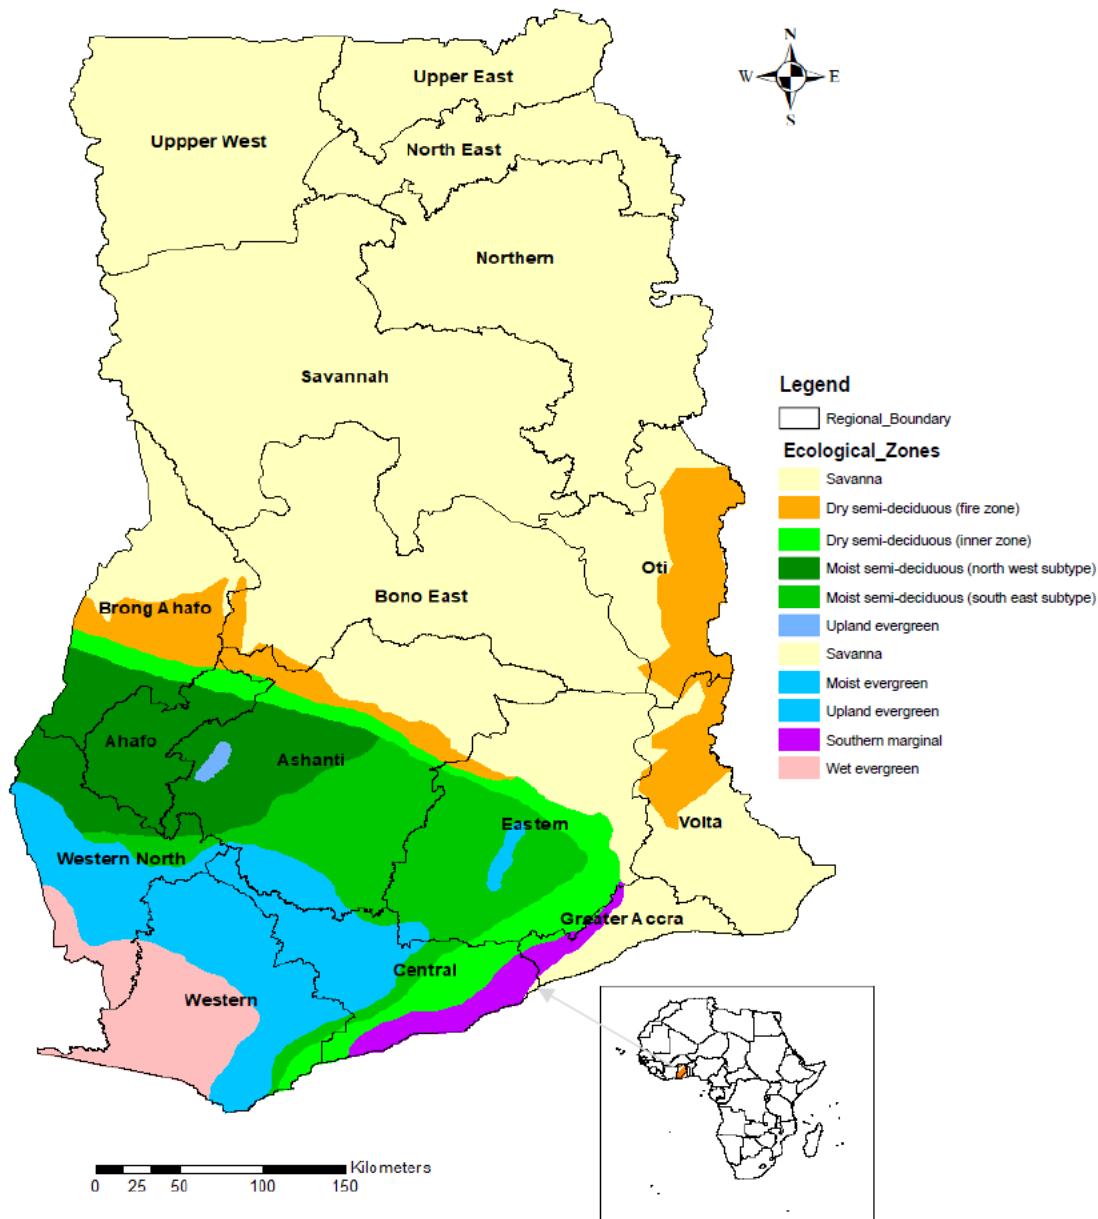 N
W E
S
Upper East
Uppper West
North East
Northern
Savannah
Legend
Regional_Boundary
Ecological_Zones
Savanna
Dry semi-deciduous (fire zone)
Dry semi-deciduous (inner zone)
Moist semi-deciduous (north west subtype)
Moist semi-deciduous (south east subtype)
Upland evergreen
Savanna
Moist evergreen
Upland evergreen
Southern marginal
Wet evergreen
Oti
Brong Ahafo
Bono East
Ahafo
Ashanti
Eastern
Volta
Western North
Greater Accra
Central
Western
Kilometers
0 25 50 100 150